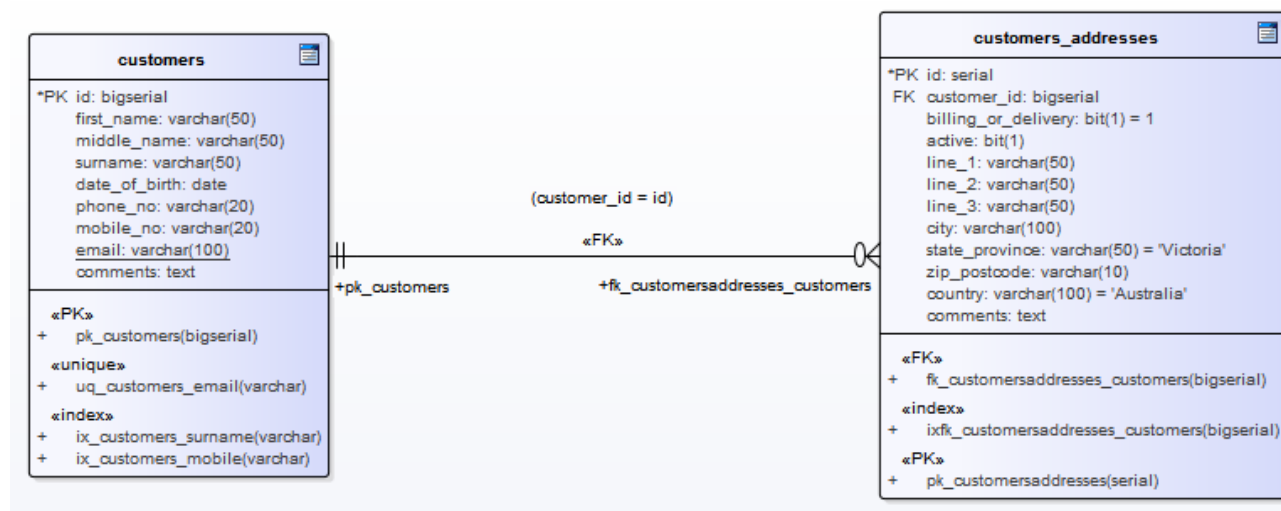 customers
*PK id: bigserial
first_name: varchar(50)
middle_name: varchar(50)
surname: varchar(50)
date_of_birth: date
phone_no: varchar(20)
mobile_no: varchar(20)
email: varchar(100)
comments: text
«PK»
+ pk_customers(bigserial)
«unique»
+ uq_customers_email(varchar)
«index»
+ ix_customers_surname(varchar)
+ ix_customers_mobile(varchar)
(customer_id = id)
«FK»
+pk_customers
+fk_customersaddresses_customers
customers_addresses
*PK id: serial
FK customer_id: bigserial
billing_or_delivery: bit(1) = 1
active: bit(1)
line_1: varchar(50)
line_2: varchar(50)
line_3: varchar(50)
city: varchar(100)
state_province: varchar(50) = 'Victoria'
zip_postcode: varchar(10)
country: varchar(100) = 'Australia'
comments: text
«FK»
+ fk_customersaddresses_customers(bigserial)
«index»
+ ixfk_customersaddresses_customers(bigserial)
«PK»
+ pk_customersaddresses(serial)